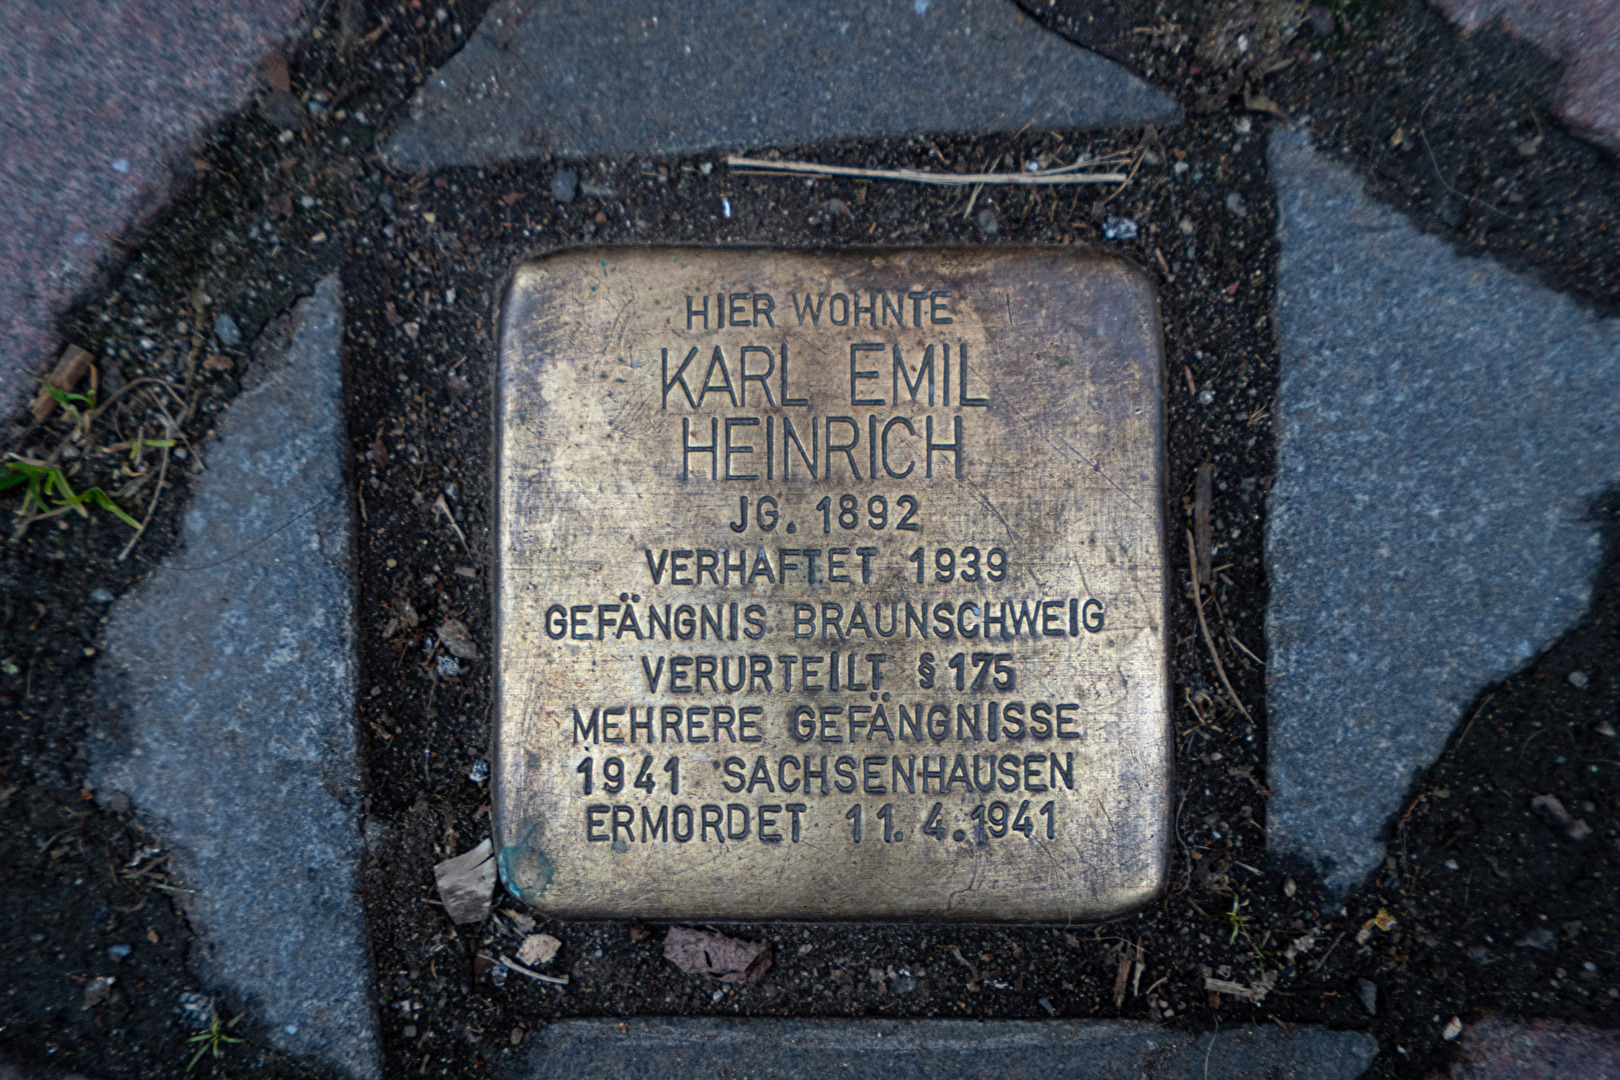 HIER WOHNTE
KARL EMIL
HEINRICH
JG. 1892
VERHAFTET 1939
GEFÄNGNIS BRAUNSCHWEIG
VERURTEILT § 175
MEHRERE GEFÄNGNISSE
1941 SACHSENHAUSEN
ERMORDET 11.4.1941